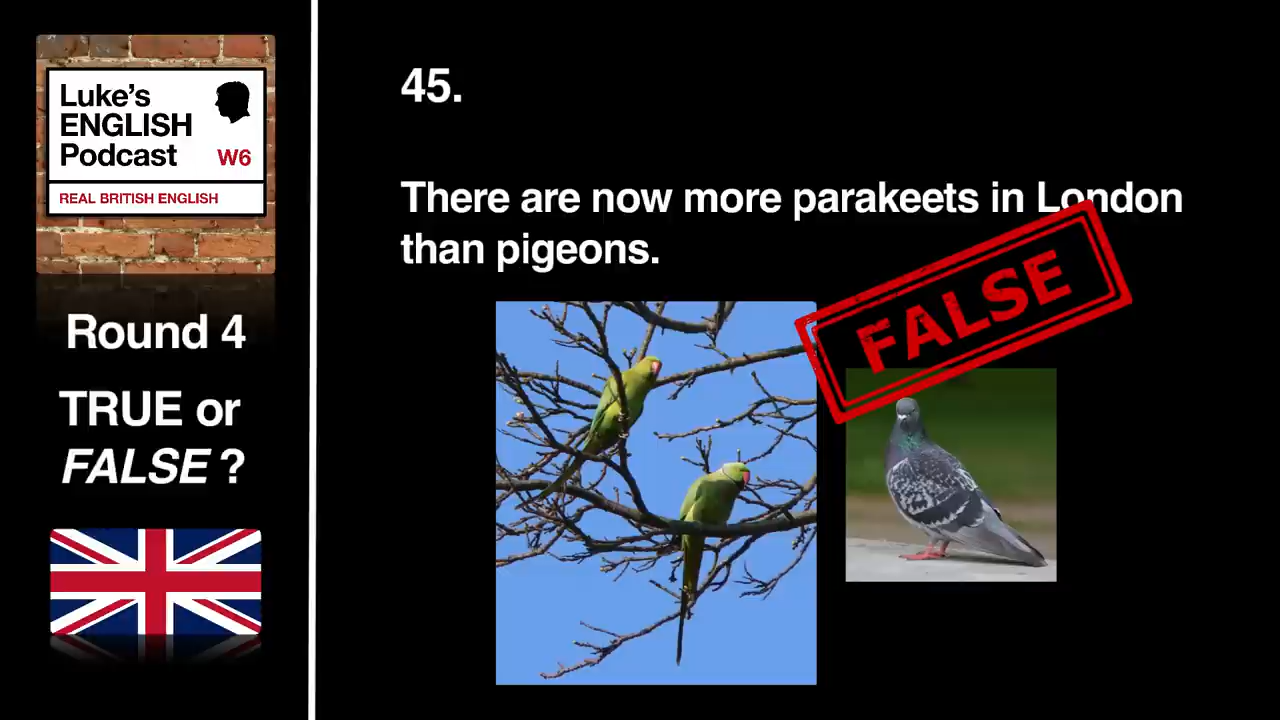 Luke's
ENGLISH
Podcast
W6
REAL BRITISH ENGLISH
Round 4
TRUE or
FALSE ?
45.
There are now more parakeets in London
than pigeons.
FALSE